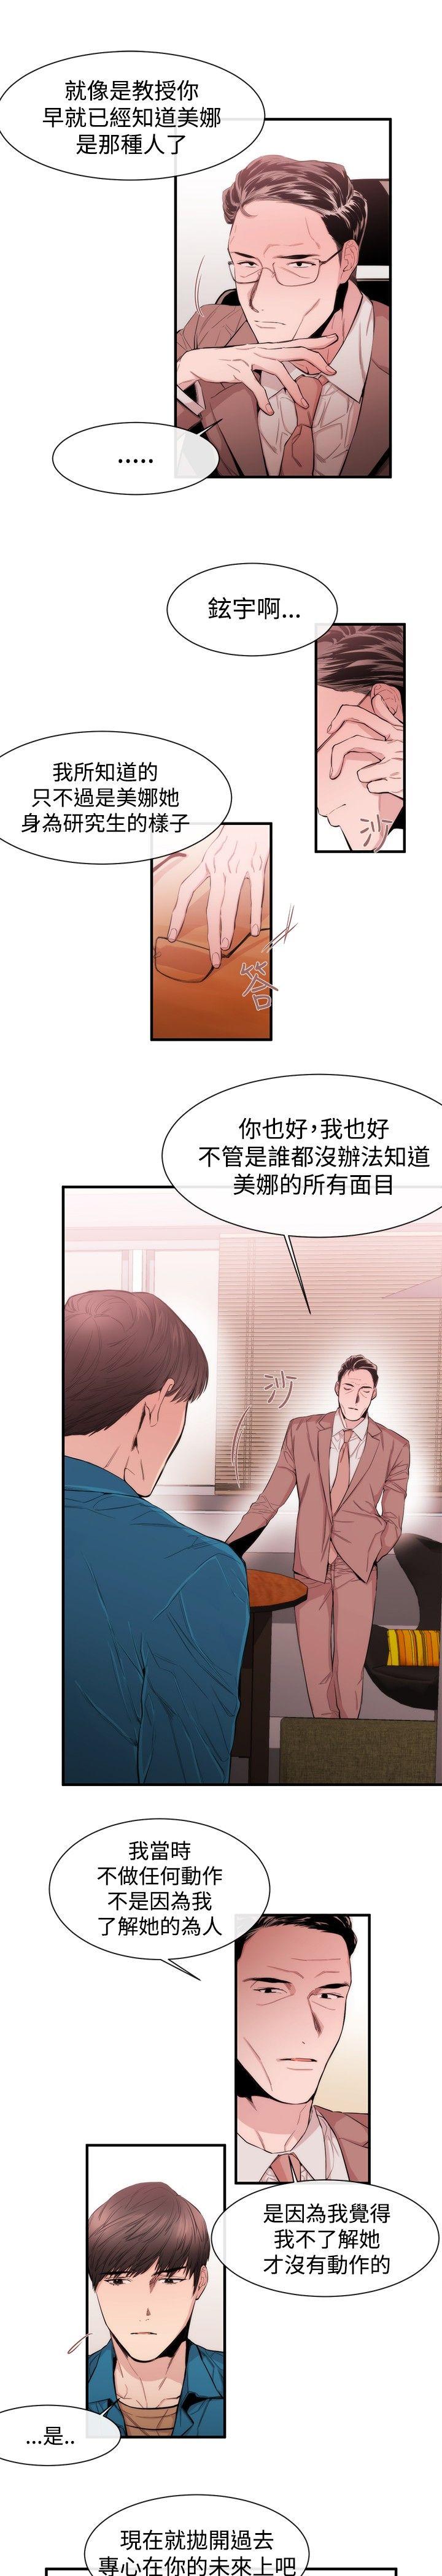 就像是教授你
早就已經知道美娜
是那種人了
.....
鉉宇啊...
沙
我所知道的
只不過是美娜她
身為研究生的樣子
答
你也好，我也好
不管是誰都沒辦法知道
美娜的所有面目
沙
我當時
不做任何動作
不是因為我
了解她的為人
是因為我覺得
我不了解她
才沒有動作的
...是..
現在就拋開過去
專心在你的未來上吧